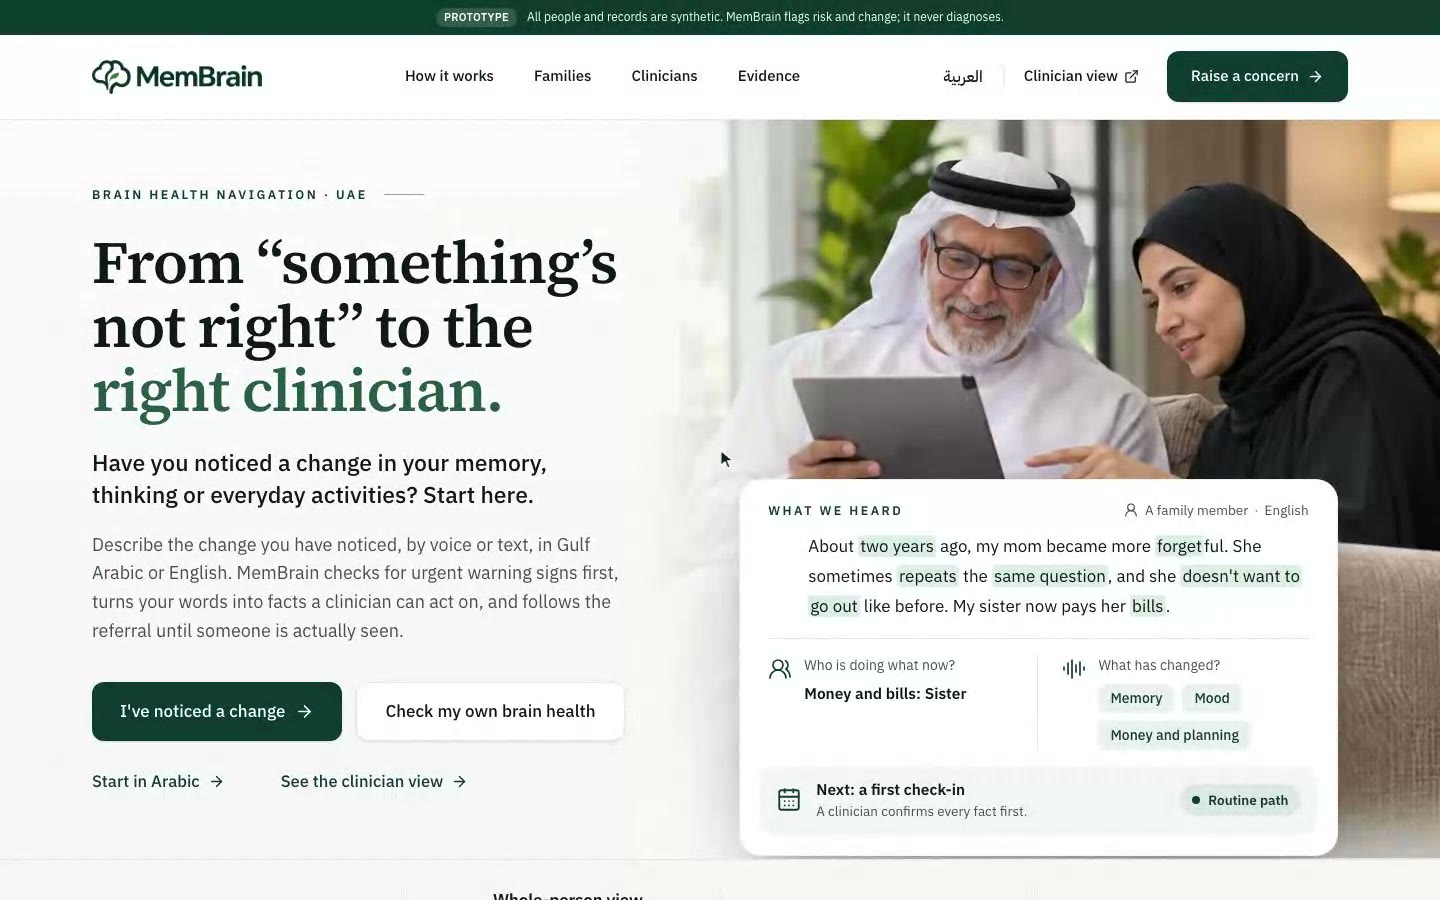 PROTOTYPE All people and records are synthetic. MemBrain flags risk and change; it never diagnoses.
MemBrain
How it works
Families
Clinicians
Evidence
العربية
Clinician view
Raise a concern
BRAIN HEALTH NAVIGATION · UAE
From “something’s
not right” to the
right clinician.
Have you noticed a change in your memory,
thinking or everyday activities? Start here.
Describe the change you have noticed, by voice or text, in Gulf
Arabic or English. MemBrain checks for urgent warning signs first,
turns your words into facts a clinician can act on, and follows the
referral until someone is actually seen.
I've noticed a change →
Check my own brain health
Start in Arabic →
See the clinician view →
WHAT WE HEARD
A family member · English
About two years ago, my mom became more forgetful. She
sometimes repeats the same question, and she doesn't want to
go out like before. My sister now pays her bills.
Who is doing what now?
Money and bills: Sister
What has changed?
Memory
Mood
Money and planning
Next: a first check-in
A clinician confirms every fact first.
Routine path
Whole-person view